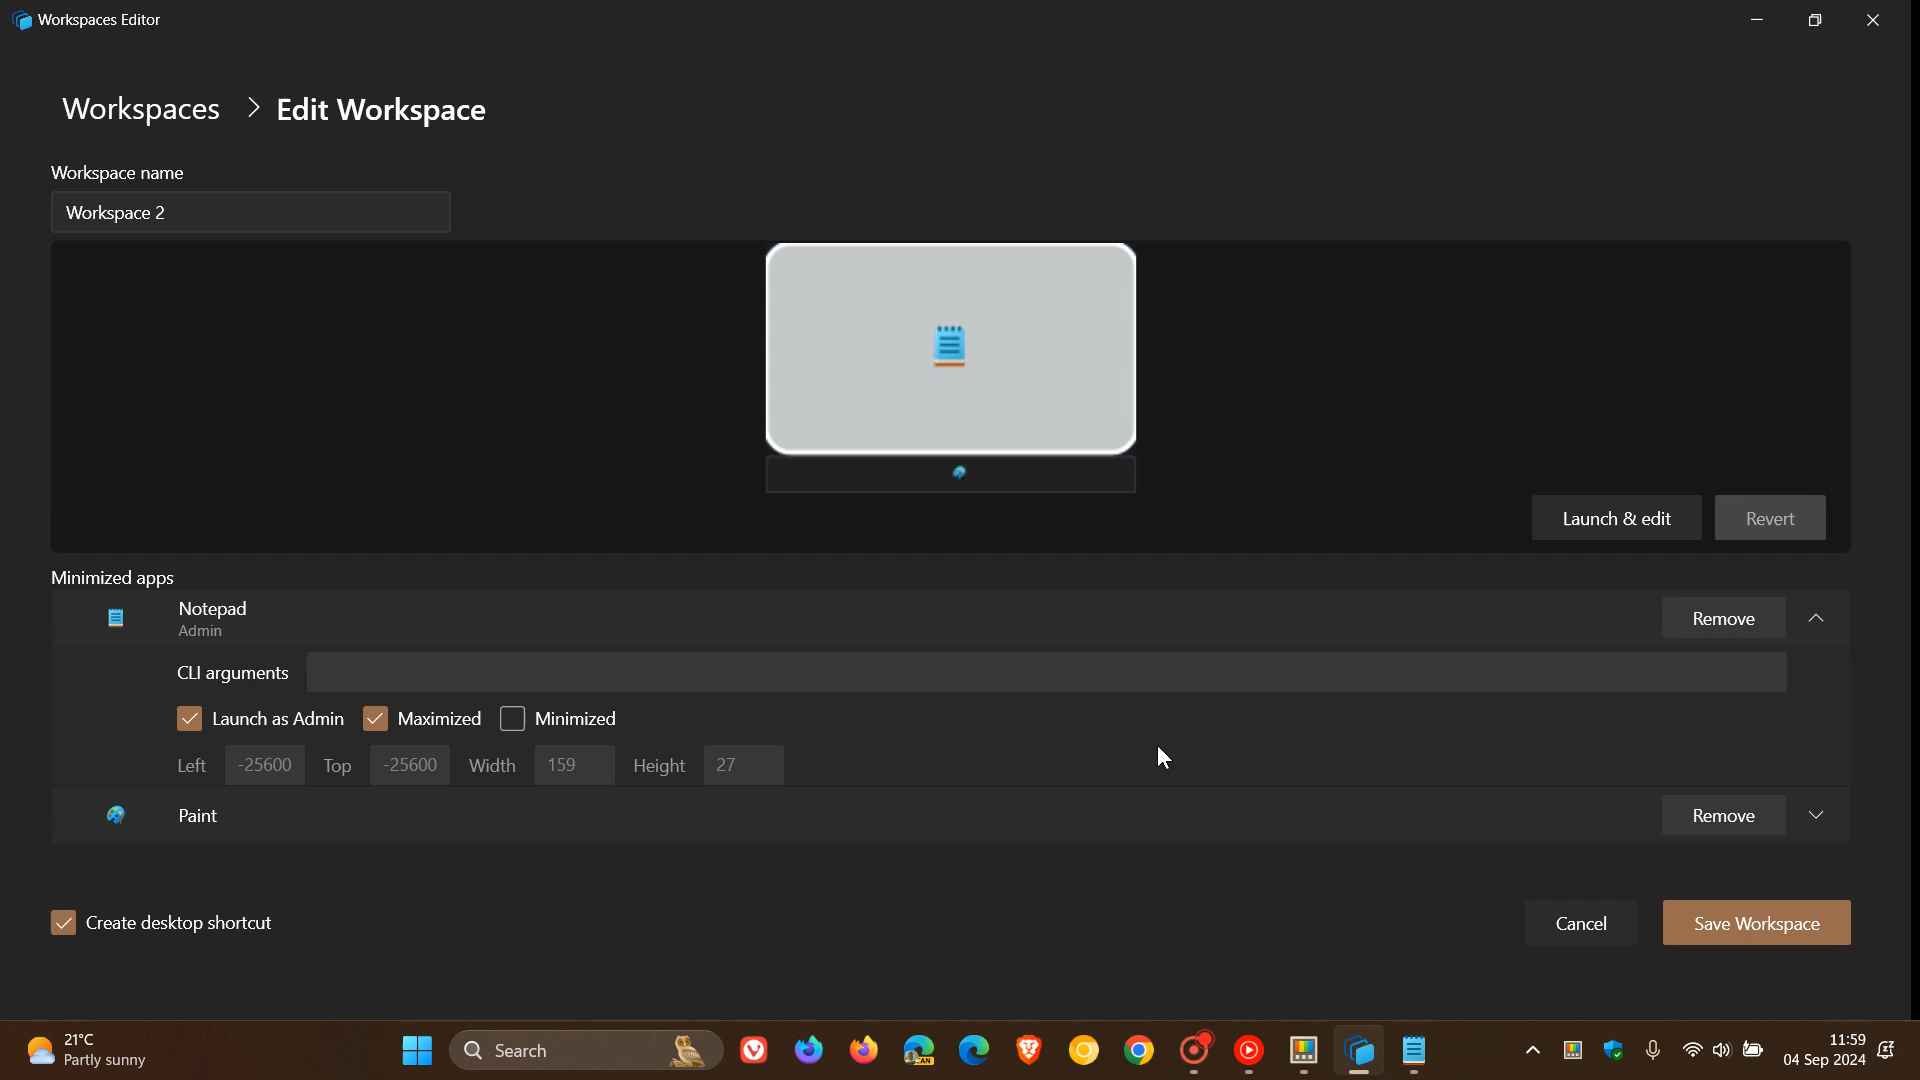 Workspaces Editor
Workspaces > Edit Workspace
Workspace name
Workspace 2
Launch & edit
Revert
Minimized apps
Notepad
Admin
Remove
CLI arguments
Launch as Admin Maximized Minimized
Left -25600 Top -25600 Width 159 Height 27
Paint
Remove
Create desktop shortcut
Cancel
Save Workspace
21°C
Partly sunny
Search
CAN
11:59
04 Sep 2024